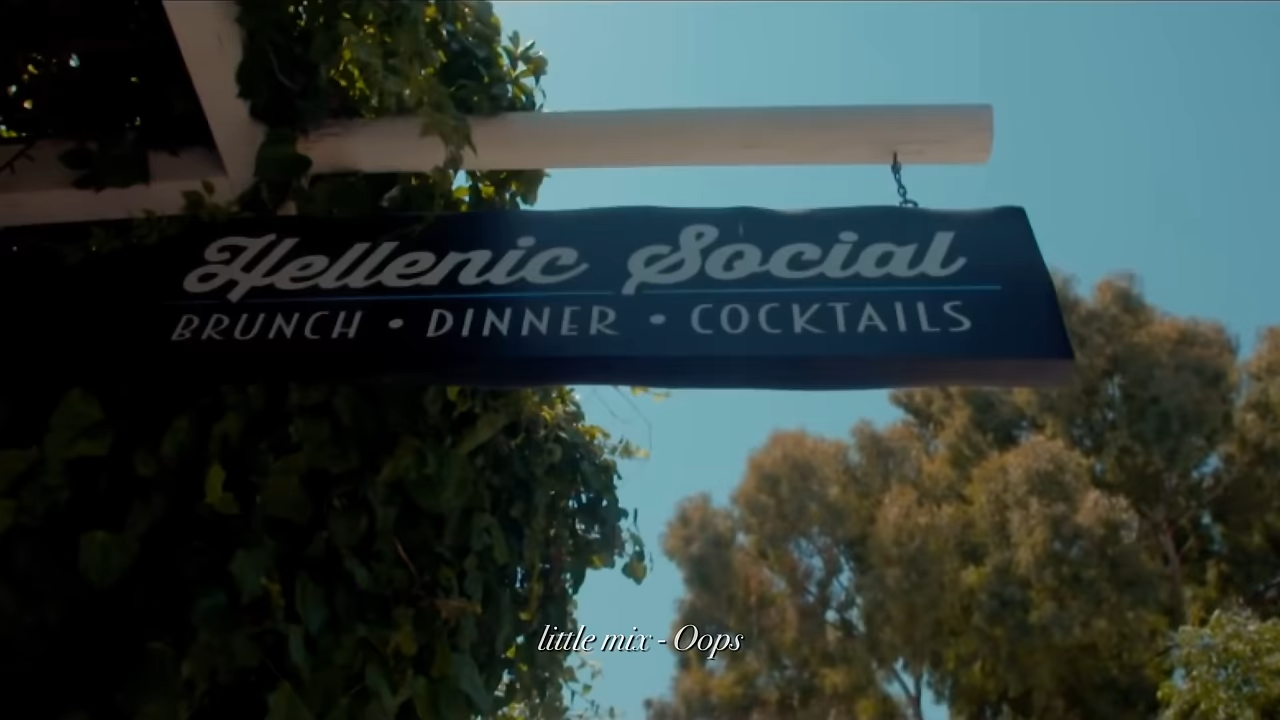 Hellenic Social
BRUNCH • DINNER • COCKTAILS
little mix - Oops